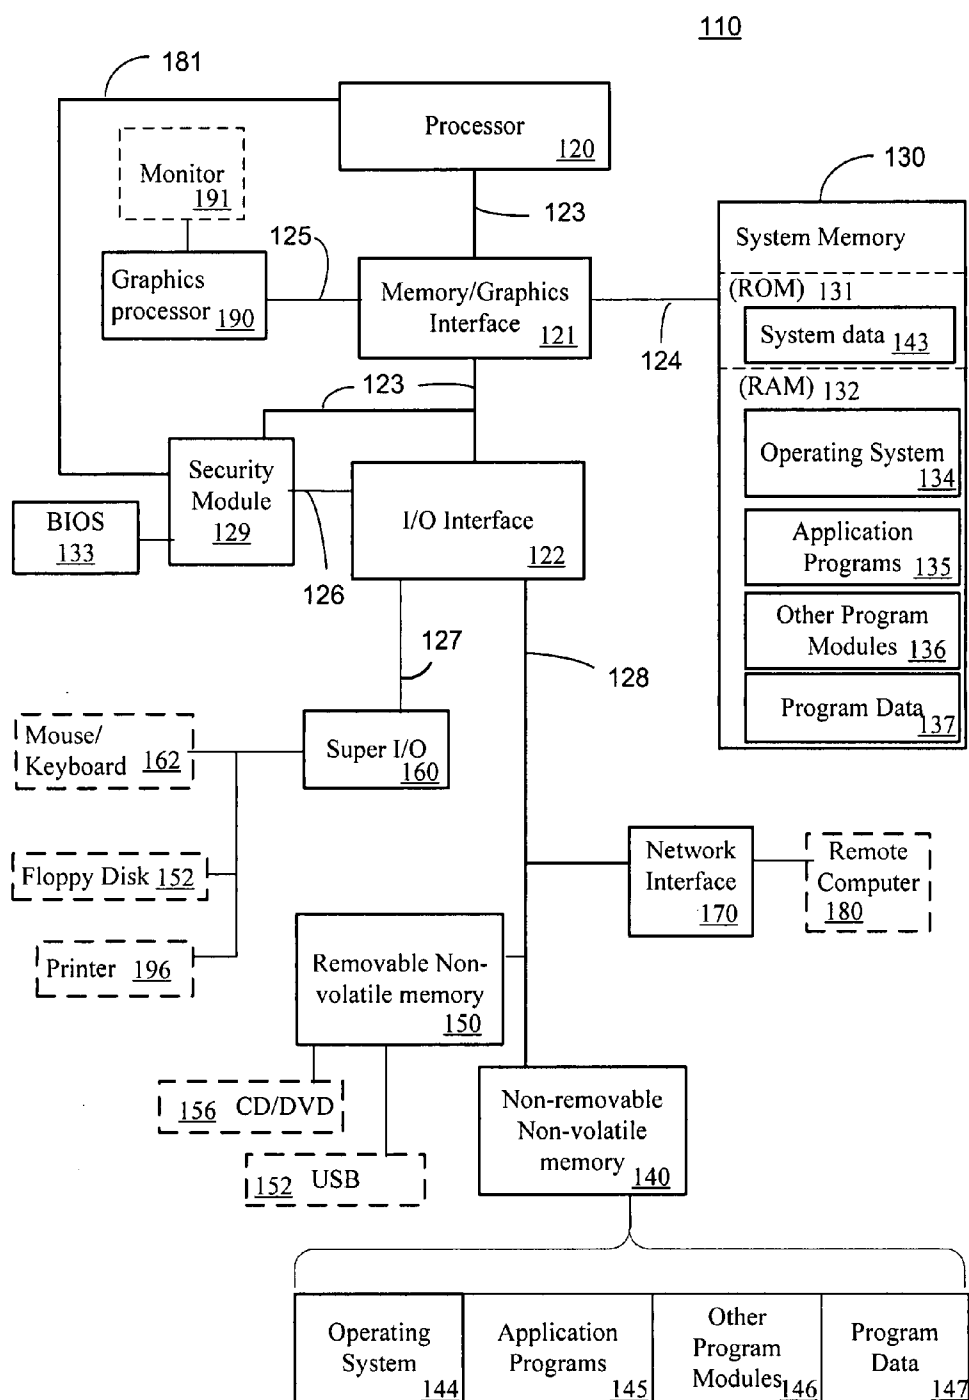 110
181
Processor
120
130
Monitor
191
123
125
System Memory
Graphics
processor
190
Memory/Graphics
Interface
121
(ROM) 131
System data 143
124
123
(RAM) 132
Operating System
134
Security
Module
129
I/O Interface
122
BIOS
133
126
Application
Programs 135
Other Program
Modules 136
127
128
Program Data
137
Mouse/
Keyboard 162
Super I/O
160
Network
Interface
170
Remote
Computer
180
Floppy Disk 152
Printer 196
Removable Non-
volatile memory
150
156 CD/DVD
152 USB
Non-removable
Non-volatile
memory
140
Operating
System
144
Application
Programs
145
Other
Program
Modules
146
Program
Data
147